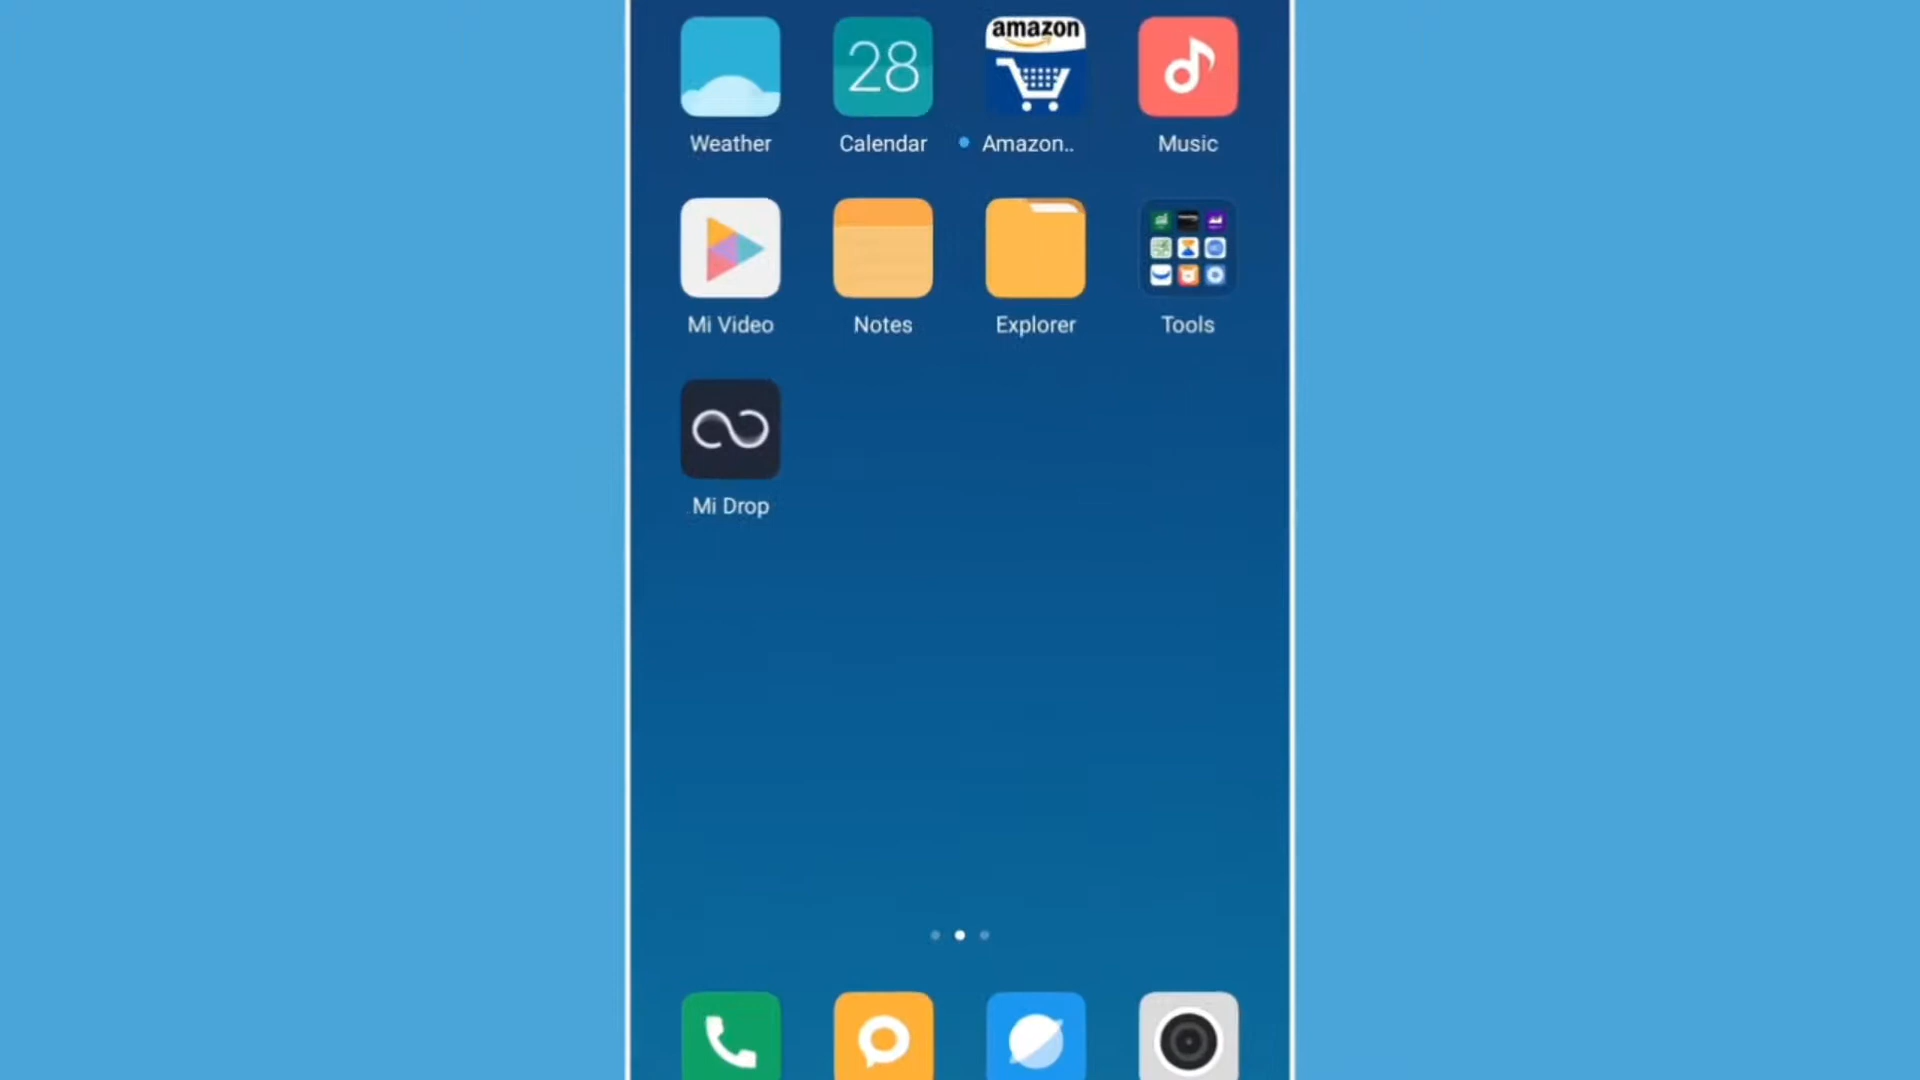 amazon
28
Weather
Calendar
Amazon..
Music
Mi Video
Notes
Explorer
Tools
Mi Drop